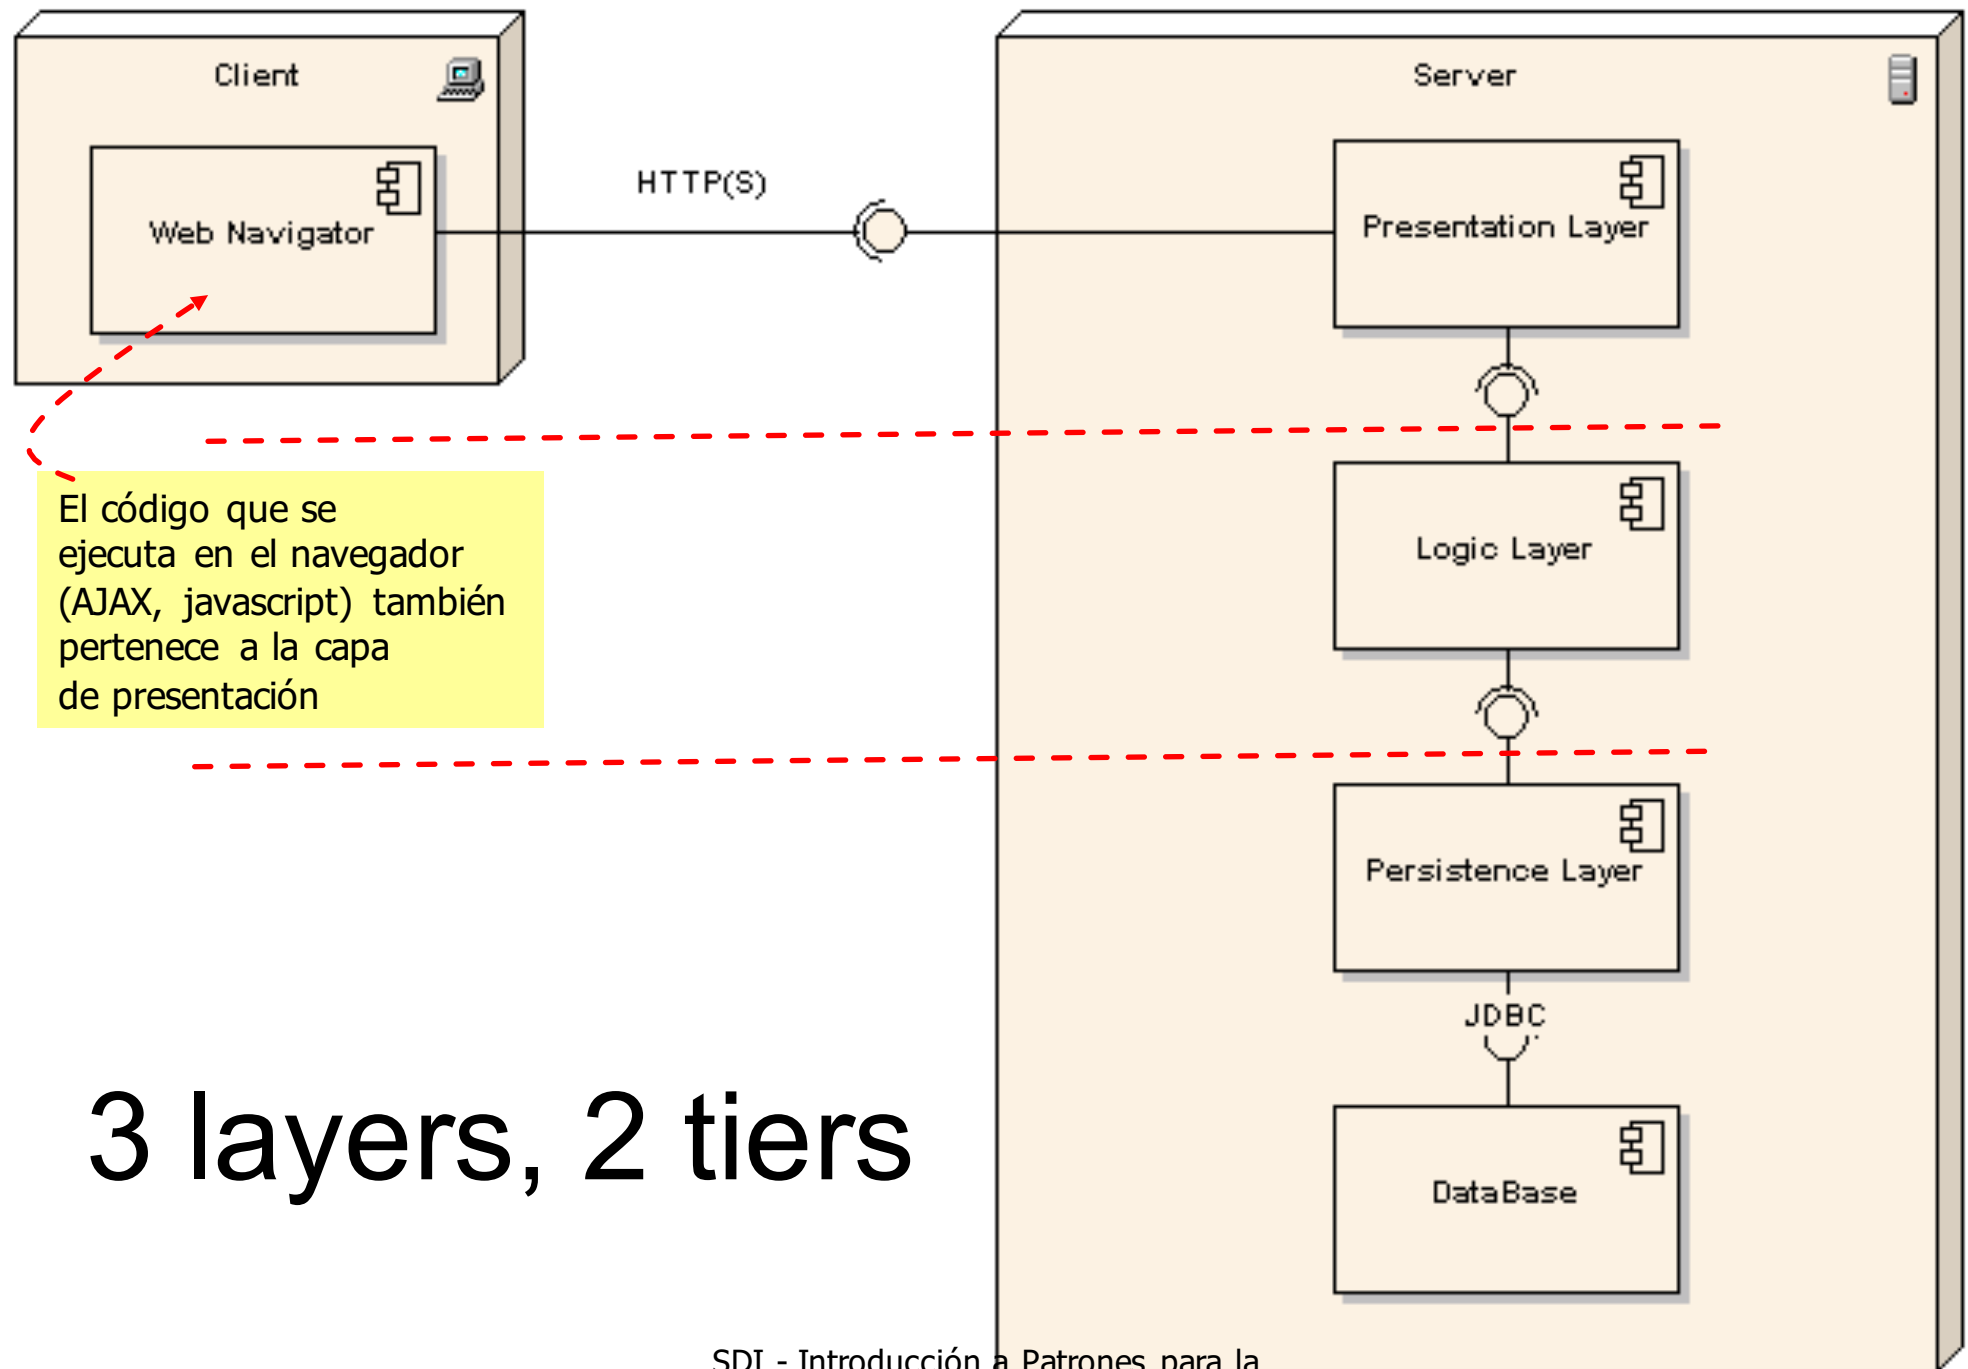 Client
Server
HTTP(S)
Web Navigator
Presentation Layer
El código que se
ejecuta en el navegador
(AJAX, javascript) también
pertenece a la capa
de presentación
Logic Layer
Persistence Layer
JDBC
3 layers, 2 tiers
DataBase
SDI - Introducción a Patrones para la